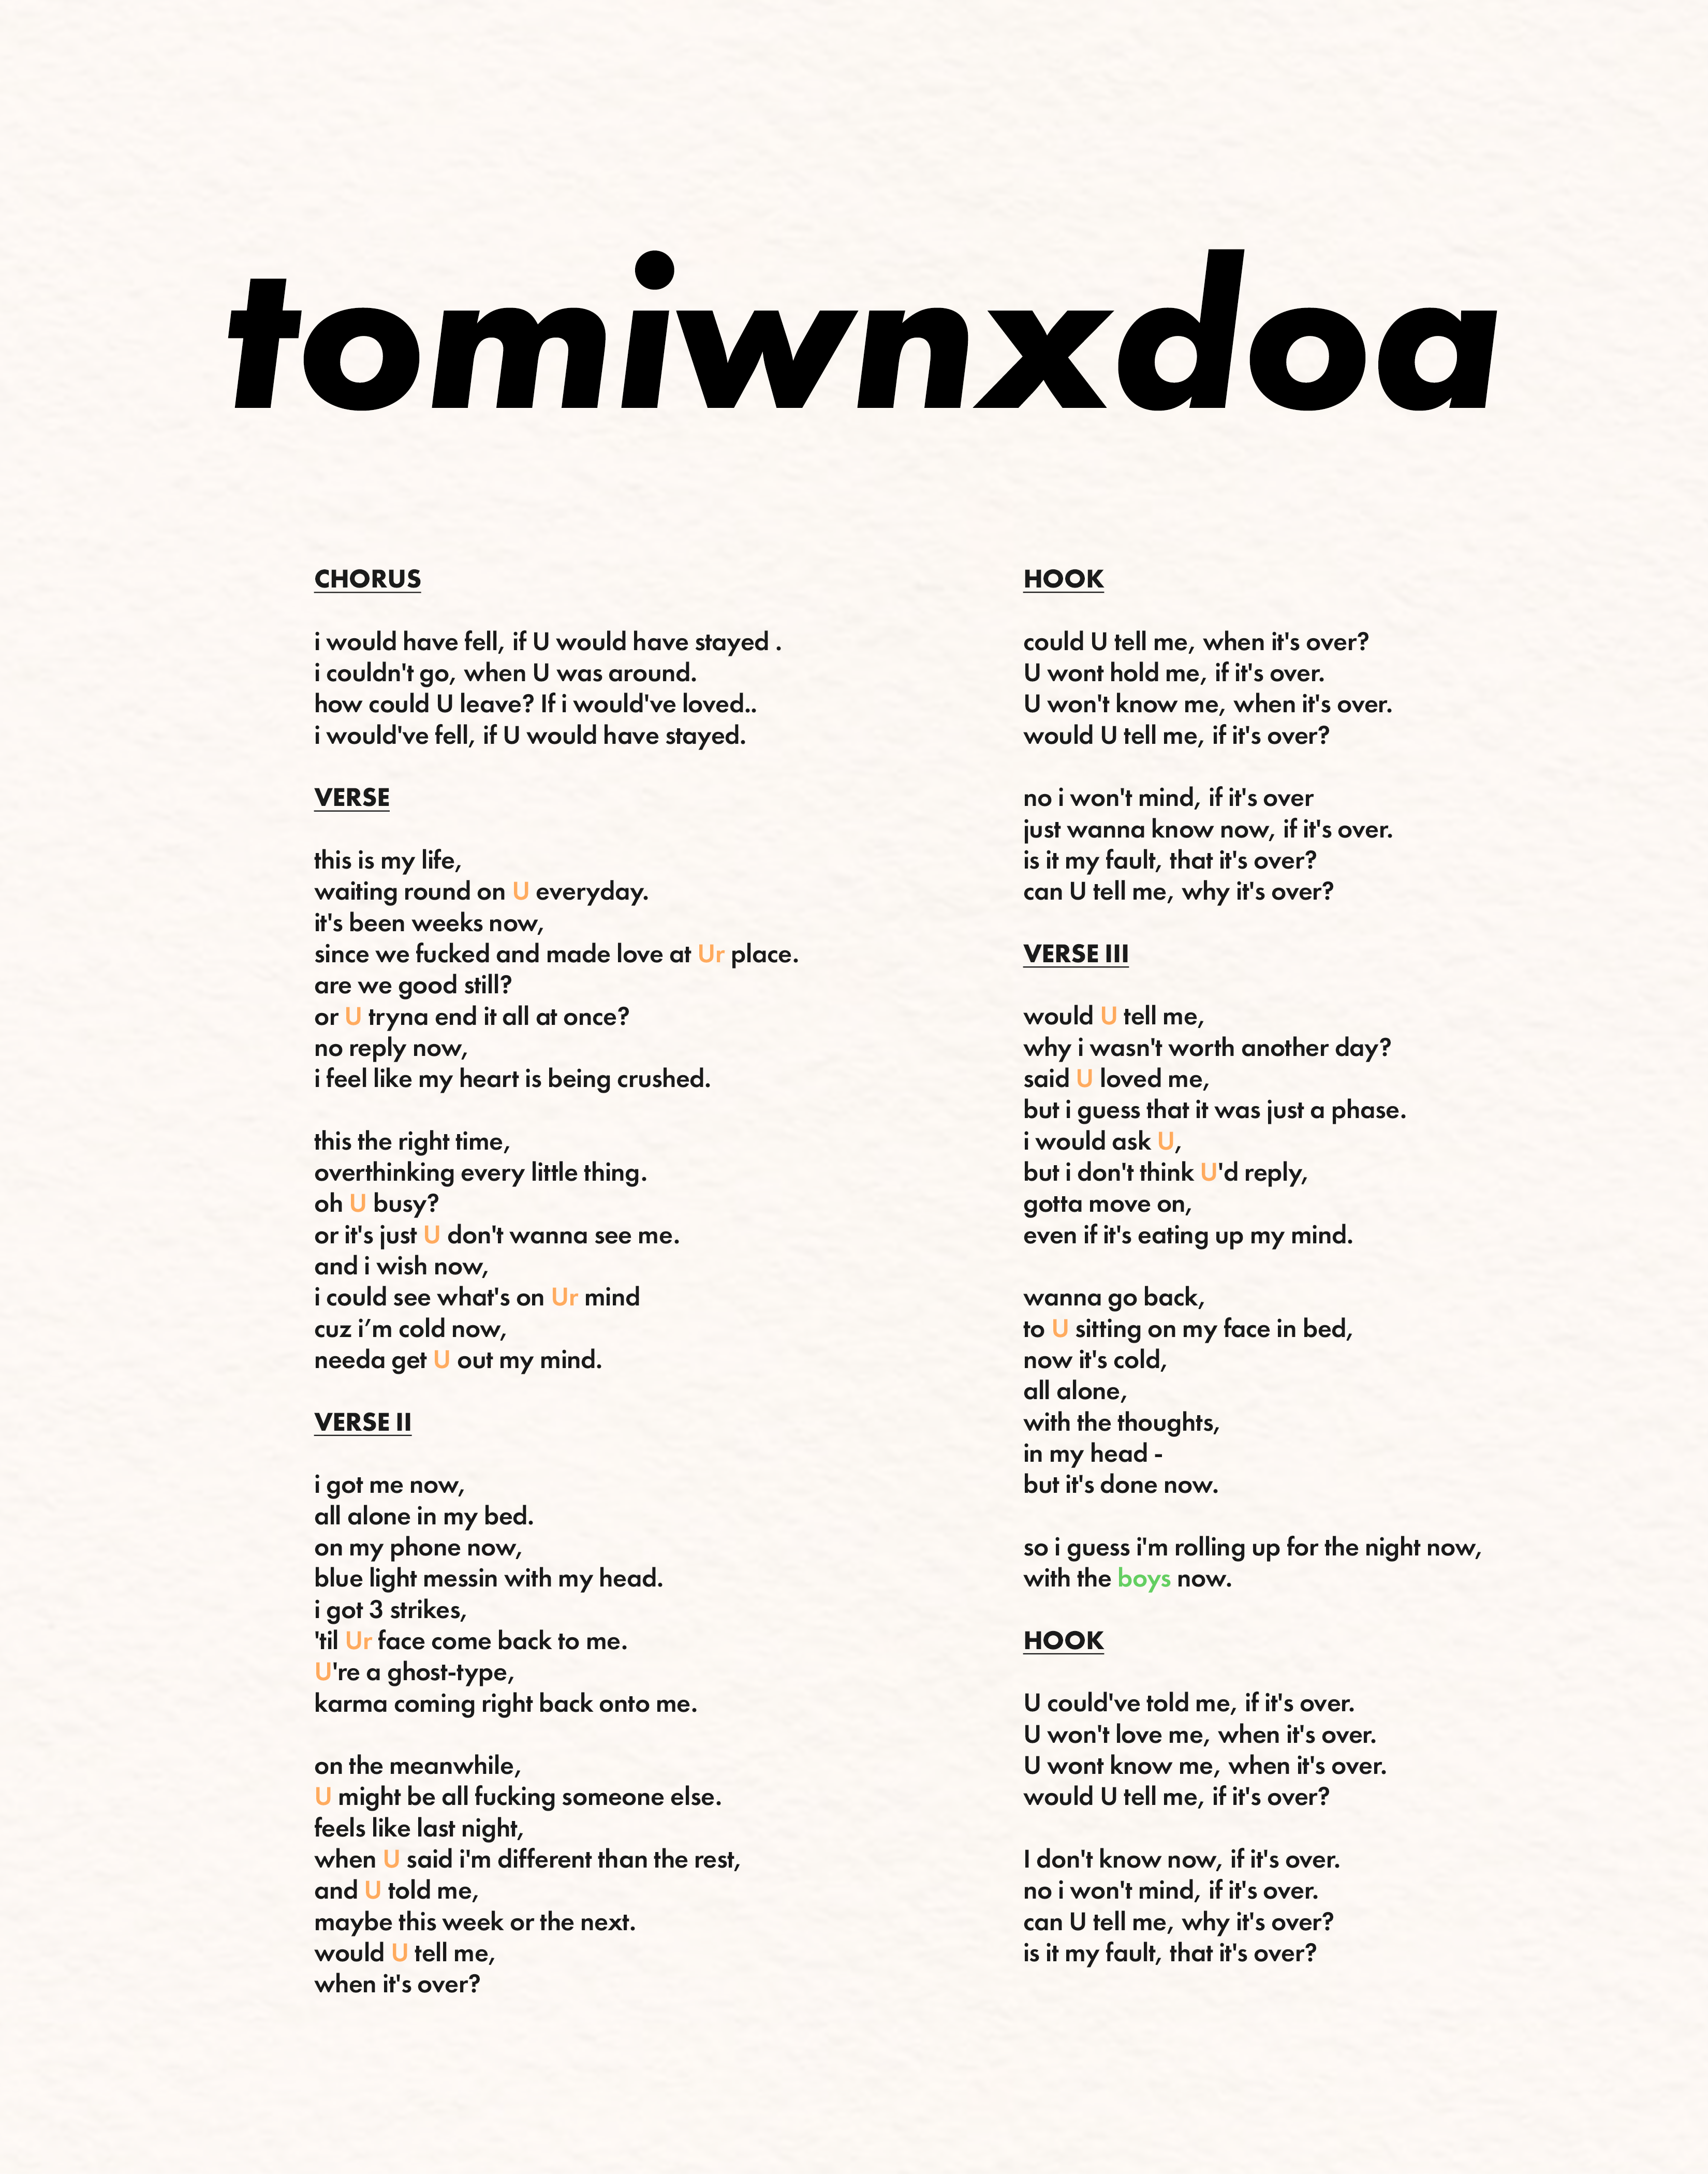 tomiwnxdoa
CHORUS
i would have fell, if U would have stayed .
i couldn't go, when U was around.
how could U leave? If i would've loved..
i would've fell, if U would have stayed.
VERSE
this is my life,
waiting round on U everyday.
it's been weeks now,
since we fucked and made love at Ur place.
are we good still?
or U tryna end it all at once?
no reply now,
i feel like my heart is being crushed.
this the right time,
overthinking every little thing.
oh U busy?
or it's just U don't wanna see me.
and i wish now,
i could see what's on Ur mind
cuz i’m cold now,
needa get U out my mind.
VERSE II
i got me now,
all alone in my bed.
on my phone now,
blue light messin with my head.
i got 3 strikes,
'til Ur face come back to me.
U're a ghost-type,
karma coming right back onto me.
on the meanwhile,
U might be all fucking someone else.
feels like last night,
when U said i'm different than the rest,
and U told me,
maybe this week or the next.
would U tell me,
when it's over?
HOOK
could U tell me, when it's over?
U wont hold me, if it's over.
U won't know me, when it's over.
would U tell me, if it's over?
no i won't mind, if it's over
just wanna know now, if it's over.
is it my fault, that it's over?
can U tell me, why it's over?
VERSE III
would U tell me,
why i wasn't worth another day?
said U loved me,
but i guess that it was just a phase.
i would ask U,
but i don't think U'd reply,
gotta move on,
even if it's eating up my mind.
wanna go back,
to U sitting on my face in bed,
now it's cold,
all alone,
with the thoughts,
in my head -
but it's done now.
so i guess i'm rolling up for the night now,
with the boys now.
HOOK
U could've told me, if it's over.
U won't love me, when it's over.
U wont know me, when it's over.
would U tell me, if it's over?
I don't know now, if it's over.
no i won't mind, if it's over.
can U tell me, why it's over?
is it my fault, that it's over?